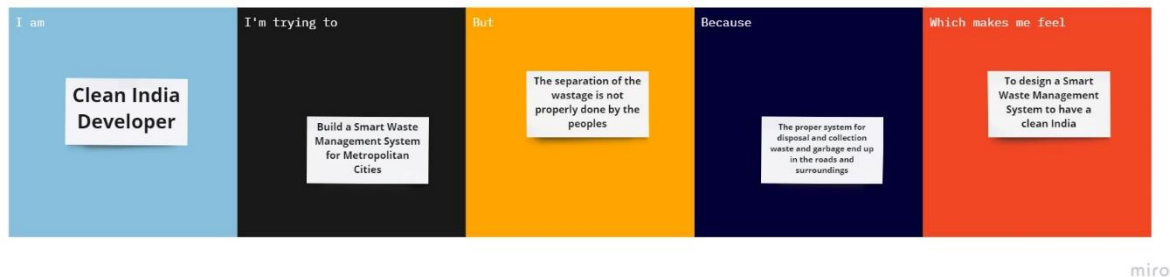 I am
Clean India
Developer
I'm trying to
Build a Smart Waste
Management System
for Metropolitan
Cities
But
The separation of the
wastage is not
properly done by the
peoples
Because
The proper system for
disposal and collection
waste and garbage end up
in the roads and
surroundings
Which makes me feel
To design a Smart
Waste Management
System to have a
clean India
miro